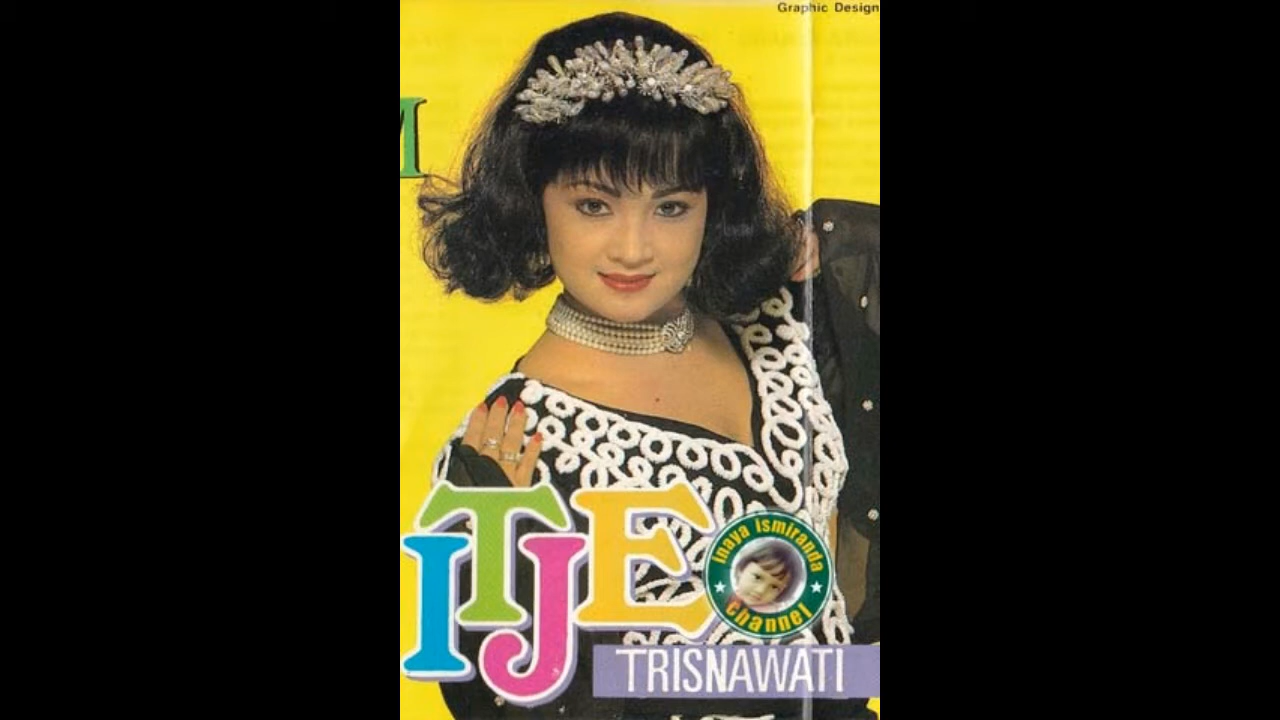 Graphic Design
M
ITJE
TRISNAWATI
inaya ismiranda
channel